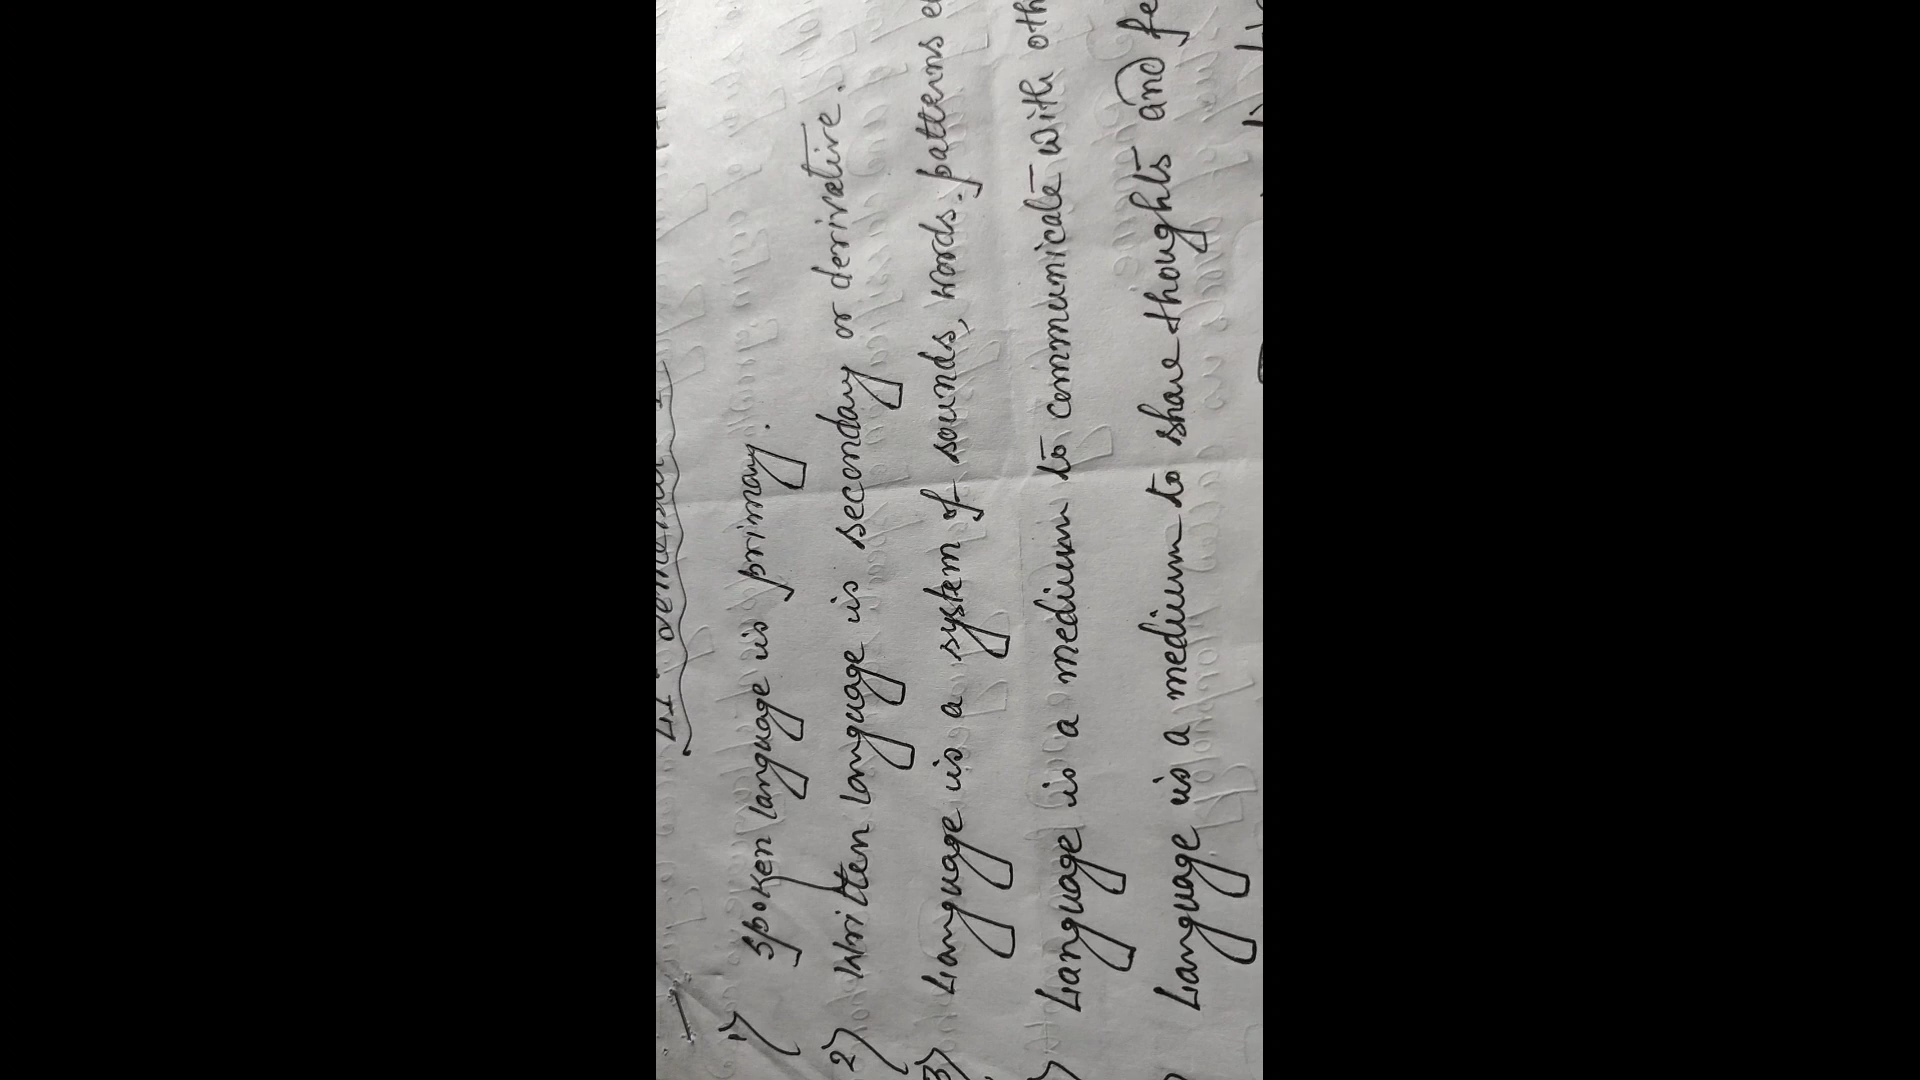 1) Spoken language is primary.
2) Written language is secondary or derivative.
3) Language is a system of sounds, words, patterns
) Language is a medium to communicate with
) Language is a medium to share thoughts and